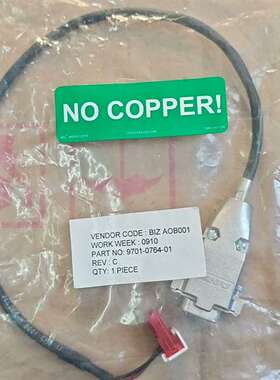 NO COPPER!
VENDOR CODE : BIZ AOB001
WORK WEEK : 0910
PART NO: 9701-0764-01
REV : C
QTY: 1 PIECE